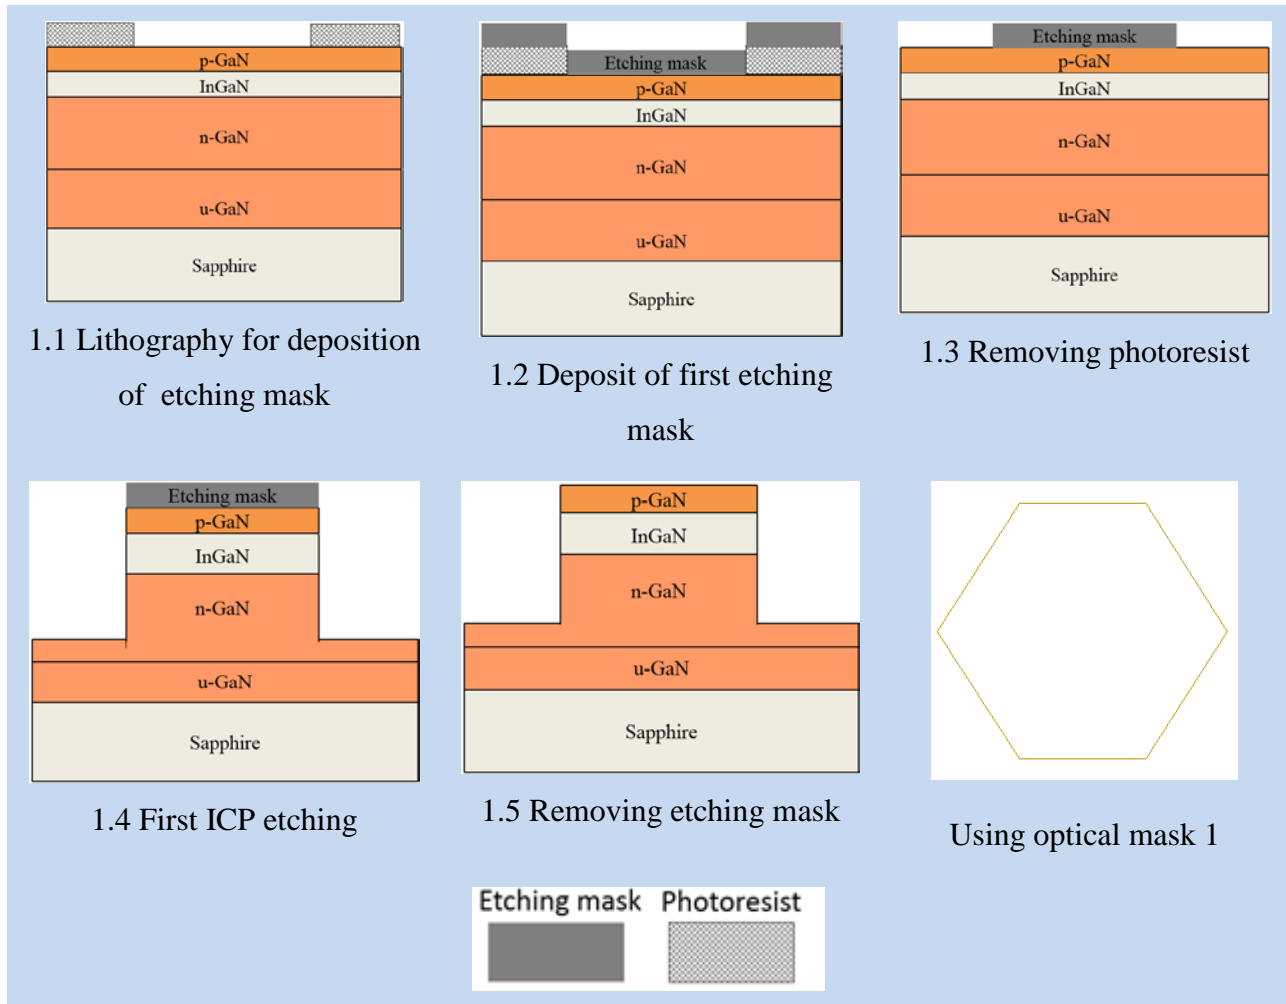 p-GaN
InGaN
n-GaN
u-GaN
Sapphire
1.1 Lithography for deposition
of etching mask
Etching mask
p-GaN
InGaN
n-GaN
u-GaN
Sapphire
1.2 Deposit of first etching
mask
Etching mask
p-GaN
InGaN
n-GaN
u-GaN
Sapphire
1.3 Removing photoresist
Etching mask
p-GaN
InGaN
n-GaN
u-GaN
Sapphire
1.4 First ICP etching
p-GaN
InGaN
n-GaN
u-GaN
Sapphire
1.5 Removing etching mask
Using optical mask 1
Etching mask Photoresist